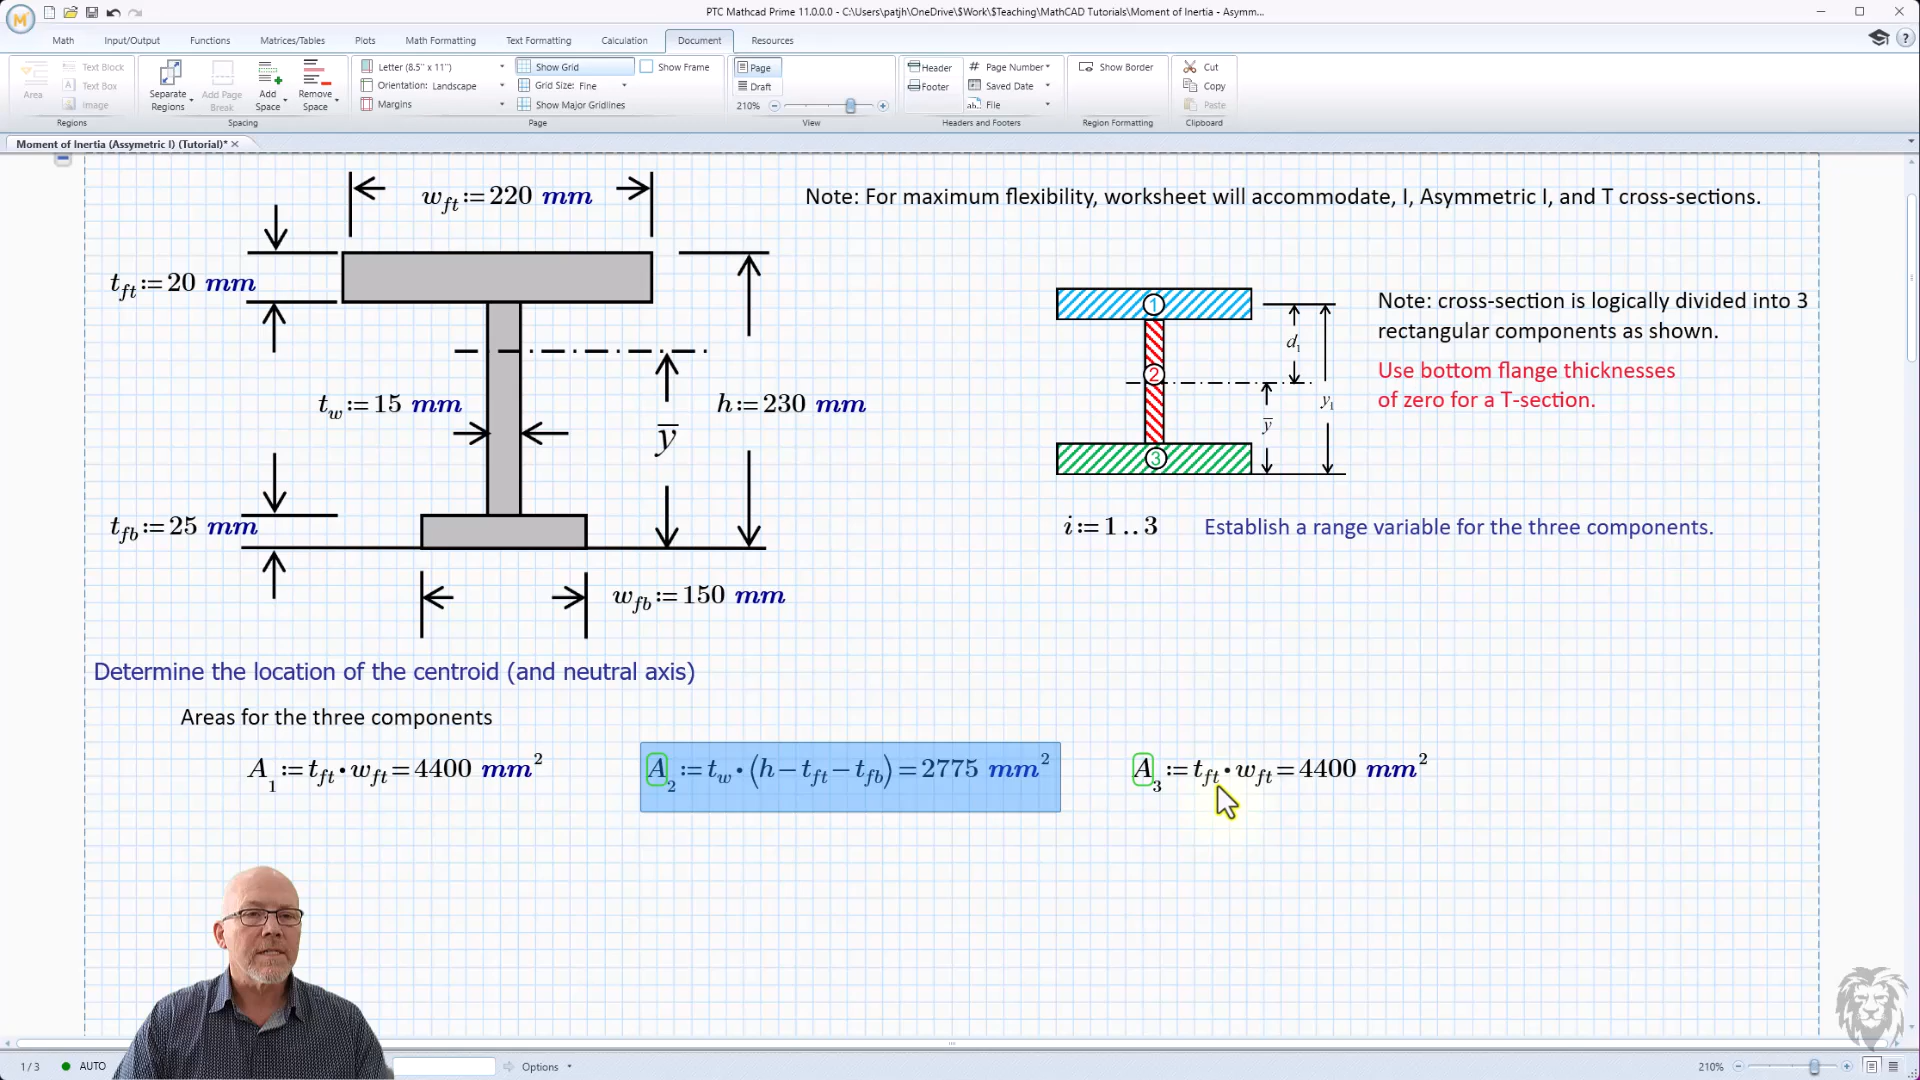 PTC Mathcad Prime 11.0.0.0 - C:\Users\patjh\OneDrive\$Work\$Teaching\MathCAD Tutorials\Moment of Inertia - Asymm...
Math Input/Output Functions Matrices/Tables Plots Math Formatting Text Formatting Calculation Document Resources
Area
Text Block
Text Box
Image
Regions
Separate Regions
Add Page Break
Add Space
Remove Space
Spacing
Letter (8.5" x 11")
Orientation: Landscape
Margins
Show Grid
Show Frame
Grid Size: Fine
Show Major Gridlines
Page
Page
Draft
210%
View
Header
Footer
# Page Number
Saved Date
File
Headers and Footers
Show Border
Region Formatting
Cut
Copy
Paste
Clipboard
Moment of Inertia (Assymetric I) (Tutorial)*
w_ft:=220 mm
Note: For maximum flexibility, worksheet will accommodate, I, Asymmetric I, and T cross-sections.
t_ft:=20 mm
t_w:=15 mm
h:=230 mm
ȳ
t_fb:=25 mm
w_fb:=150 mm
1
2
3
d₁
y₁
ȳ
Note: cross-section is logically divided into 3
rectangular components as shown.
Use bottom flange thicknesses
of zero for a T-section.
i:=1..3 Establish a range variable for the three components.
Determine the location of the centroid (and neutral axis)
Areas for the three components
A₁:=t_ft·w_ft=4400 mm² A₂:=t_w·(h−t_ft−t_fb)=2775 mm² A₃:=t_ft·w_ft=4400 mm²
1 / 3 AUTO Options 210%